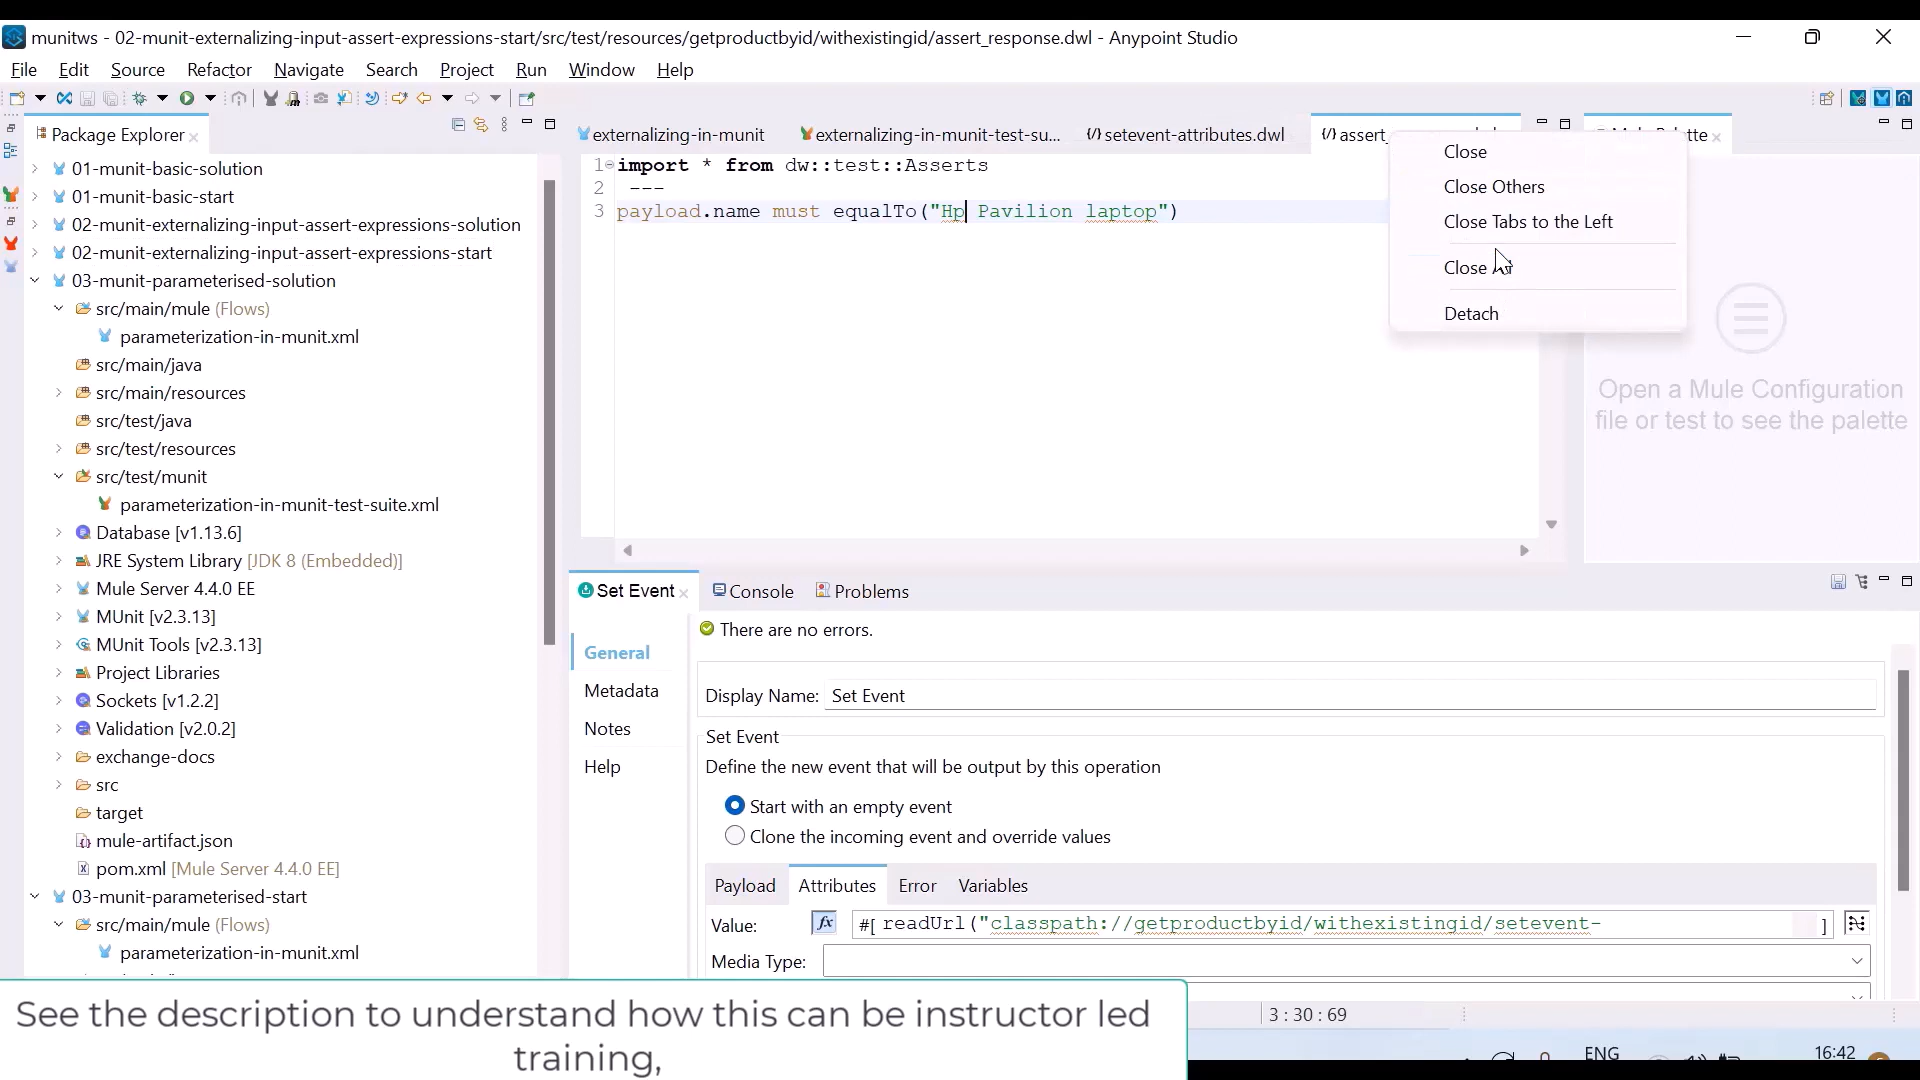 munitws - 02-munit-externalizing-input-assert-expressions-start/src/test/resources/getproductbyid/withexistingid/assert_response.dwl - Anypoint Studio
File Edit Source Refactor Navigate Search Project Run Window Help
Package Explorer
externalizing-in-munit
externalizing-in-munit-test-su...
setevent-attributes.dwl
assert_
Palette
01-munit-basic-solution
01-munit-basic-start
02-munit-externalizing-input-assert-expressions-solution
02-munit-externalizing-input-assert-expressions-start
03-munit-parameterised-solution
src/main/mule (Flows)
parameterization-in-munit.xml
src/main/java
src/main/resources
src/test/java
src/test/resources
src/test/munit
parameterization-in-munit-test-suite.xml
Database [v1.13.6]
JRE System Library [JDK 8 (Embedded)]
Mule Server 4.4.0 EE
MUnit [v2.3.13]
MUnit Tools [v2.3.13]
Project Libraries
Sockets [v1.2.2]
Validation [v2.0.2]
exchange-docs
src
target
mule-artifact.json
pom.xml [Mule Server 4.4.0 EE]
03-munit-parameterised-start
src/main/mule (Flows)
parameterization-in-munit.xml
1 import * from dw::test::Asserts
2 ---
3 payload.name must equalTo("Hp Pavilion laptop")
Close
Close Others
Close Tabs to the Left
Close
Detach
Open a Mule Configuration
file or test to see the palette
Set Event
Console
Problems
There are no errors.
General
Metadata
Notes
Help
Display Name: Set Event
Set Event
Define the new event that will be output by this operation
Start with an empty event
Clone the incoming event and override values
Payload Attributes Error Variables
Value: fx #[ readUrl("classpath://getproductbyid/withexistingid/setevent- ]
Media Type:
See the description to understand how this can be instructor led
training,
3 : 30 : 69
ENG
16:42